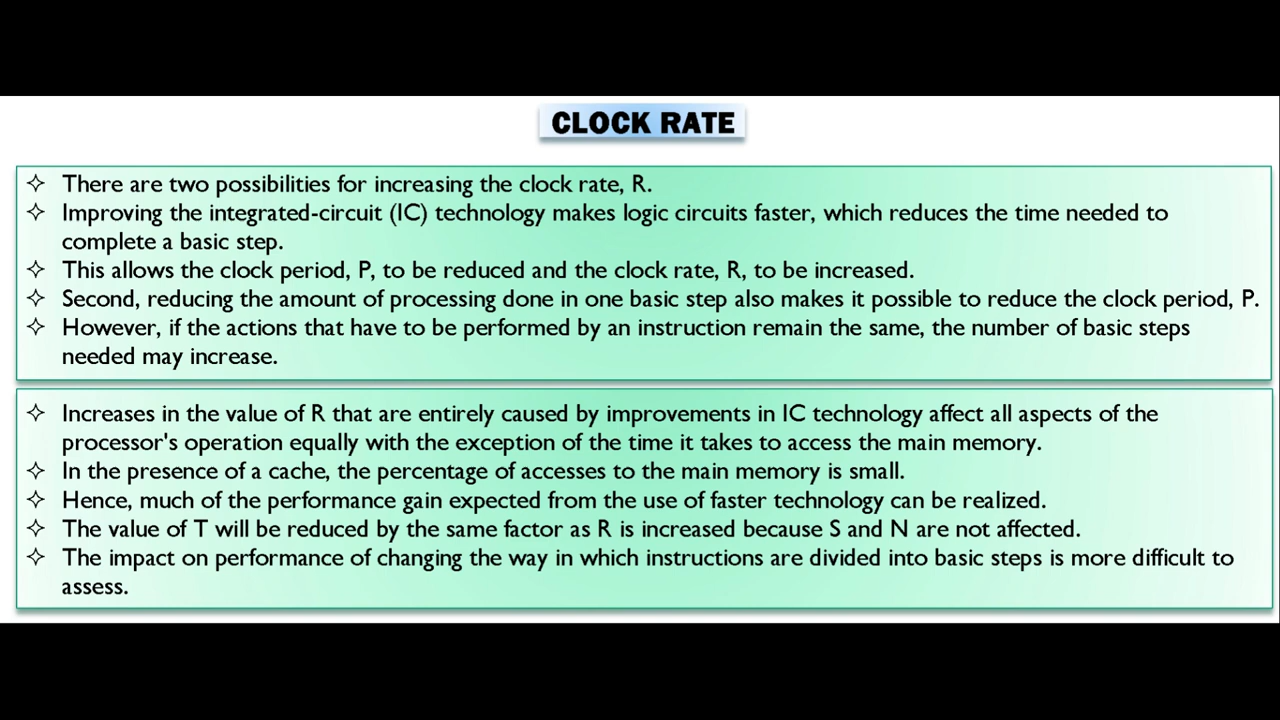 CLOCK RATE
✧ There are two possibilities for increasing the clock rate, R.
✧ Improving the integrated-circuit (IC) technology makes logic circuits faster, which reduces the time needed to
complete a basic step.
✧ This allows the clock period, P, to be reduced and the clock rate, R, to be increased.
✧ Second, reducing the amount of processing done in one basic step also makes it possible to reduce the clock period, P.
✧ However, if the actions that have to be performed by an instruction remain the same, the number of basic steps
needed may increase.
✧ Increases in the value of R that are entirely caused by improvements in IC technology affect all aspects of the
processor's operation equally with the exception of the time it takes to access the main memory.
✧ In the presence of a cache, the percentage of accesses to the main memory is small.
✧ Hence, much of the performance gain expected from the use of faster technology can be realized.
✧ The value of T will be reduced by the same factor as R is increased because S and N are not affected.
✧ The impact on performance of changing the way in which instructions are divided into basic steps is more difficult to
assess.